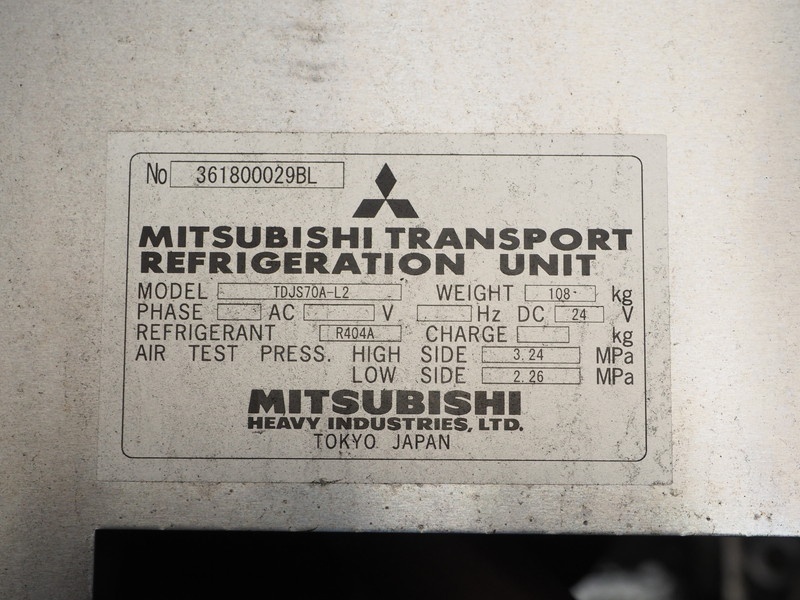 No 361800029BL
MITSUBISHI TRANSPORT
REFRIGERATION UNIT
MODEL TDJS70A-L2 WEIGHT 108 kg
PHASE AC V Hz DC 24 V
REFRIGERANT R404A CHARGE kg
AIR TEST PRESS. HIGH SIDE 3.24 MPa
LOW SIDE 2.26 MPa
MITSUBISHI
HEAVY INDUSTRIES, LTD.
TOKYO JAPAN